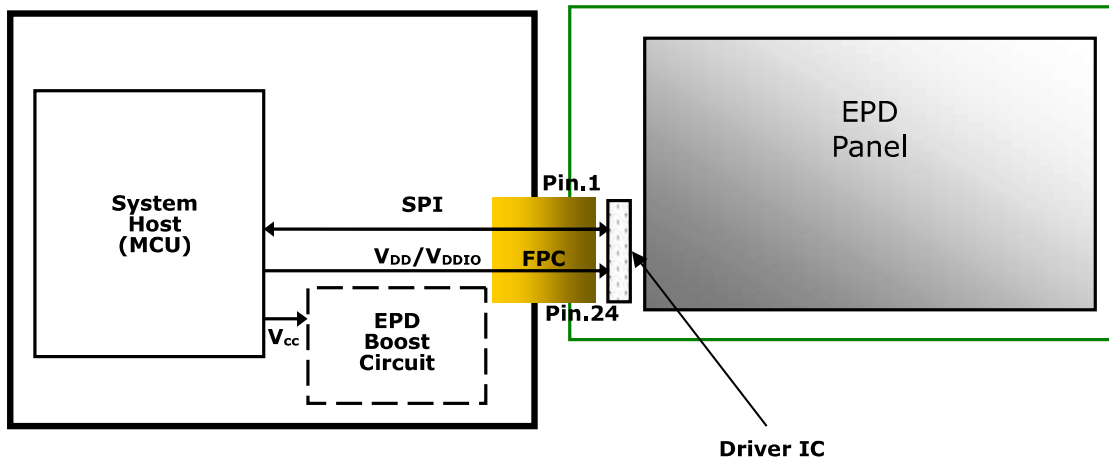 EPD
Panel
Pin.1
System
Host
(MCU)
SPI
VDD/VDDIO
FPC
Pin.24
VCC
EPD
Boost
Circuit
Driver IC